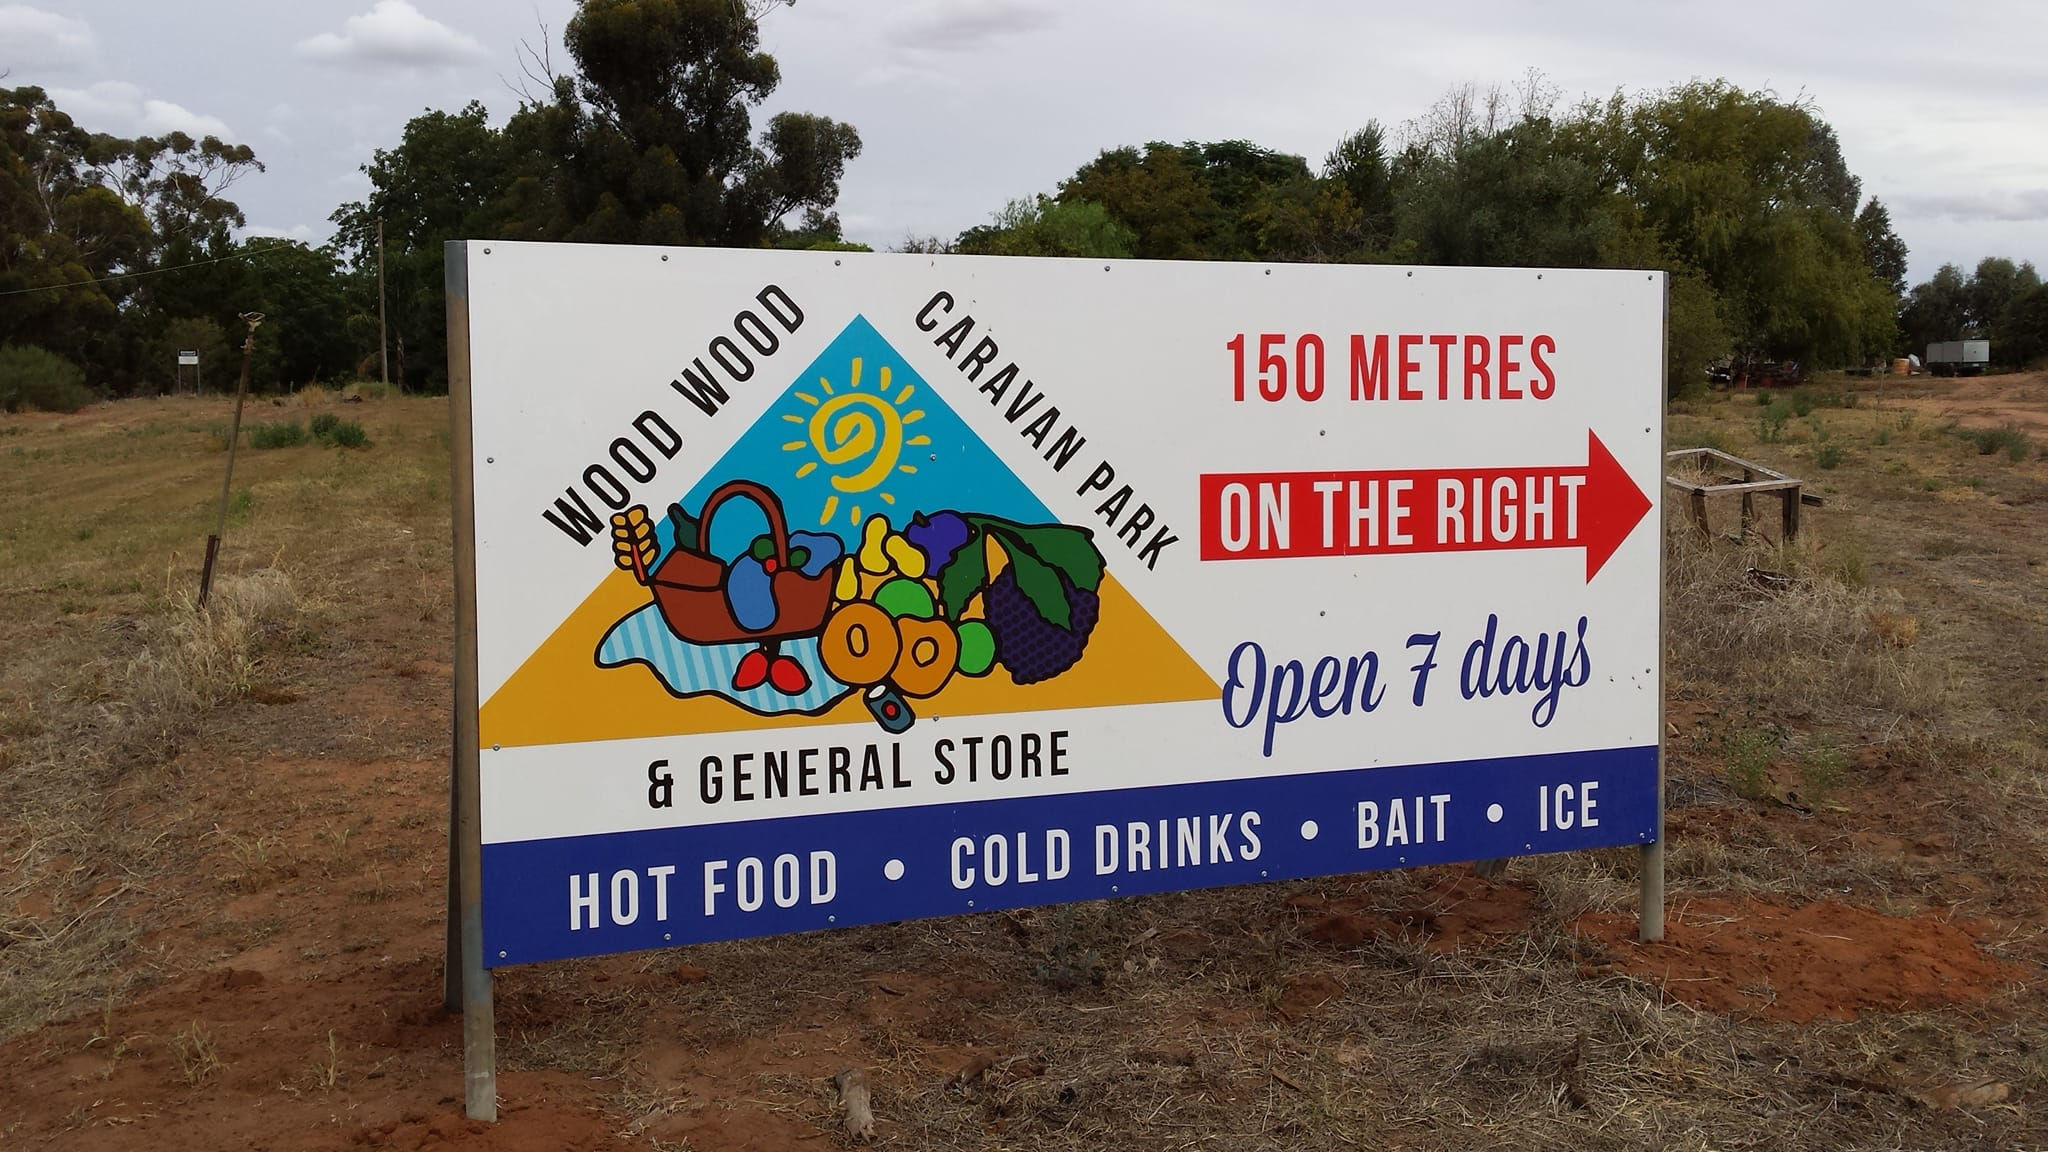 WOOD WOOD
CARAVAN PARK
& GENERAL STORE
150 METRES
ON THE RIGHT
Open 7 days
HOT FOOD • COLD DRINKS • BAIT • ICE